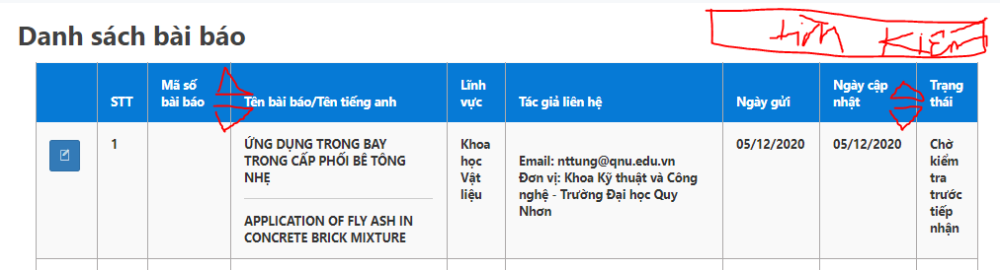 Danh sách bài báo
tìm kiếm
STT
Mã số
bài báo
Tên bài báo/Tên tiếng anh
Lĩnh
vực
Tác giả liên hệ
Ngày gửi
Ngày cập
nhật
Trạng
thái
1
ỨNG DỤNG TRONG BAY
TRONG CẤP PHỐI BÊ TÔNG
NHẸ
APPLICATION OF FLY ASH IN
CONCRETE BRICK MIXTURE
Khoa
học
Vật
liệu
Email: nttung@qnu.edu.vn
Đơn vị: Khoa Kỹ thuật và Công
nghệ - Trường Đại học Quy
Nhơn
05/12/2020
05/12/2020
Chờ
kiểm
tra
trước
tiếp
nhận